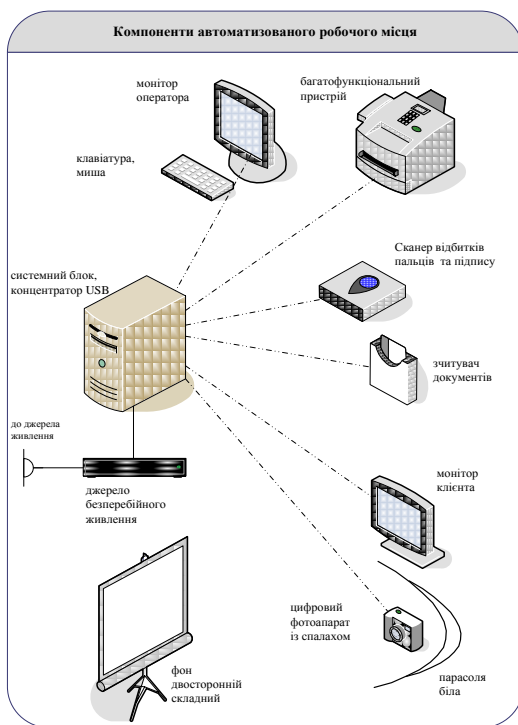 Компоненти автоматизованого робочого місця
монітор
оператора
багатофункціональний
пристрій
клавіатура,
миша
Сканер відбитків
пальців та підпису
системний блок,
концентратор USB
зчитувач
документів
до джерела
живлення
монітор
клієнта
джерело
безперебійного
живлення
цифровий
фотоапарат
із спалахом
фон
двосторонній
складний
парасоля
біла